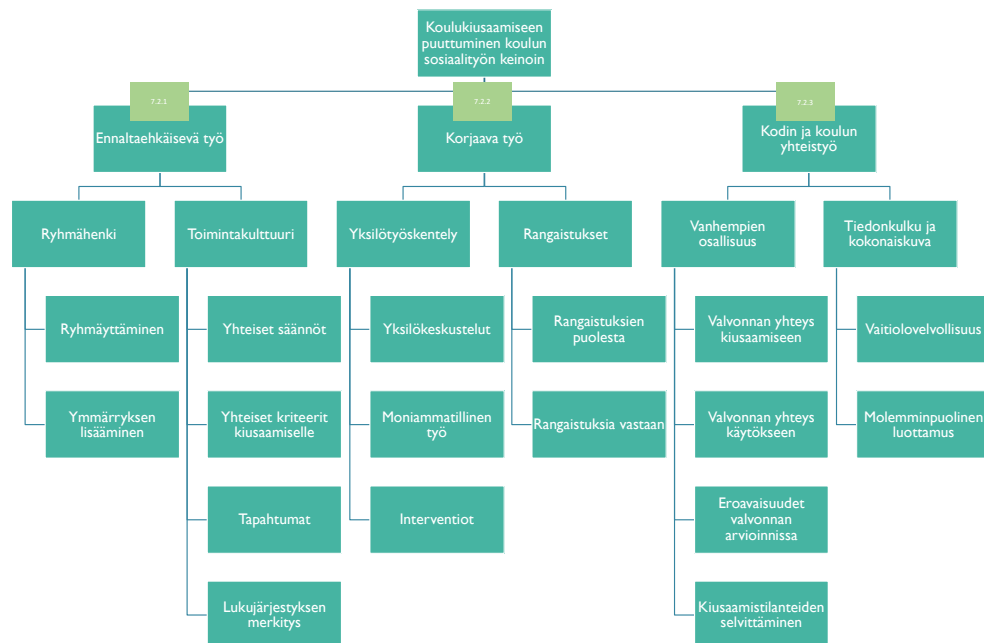 Koulukiusaamiseen
puuttuminen koulun
sosiaalityön keinoin
7.2.1
7.2.2
7.2.3
Ennaltaehkäisevä työ
Korjaava työ
Kodin ja koulun
yhteistyö
Ryhmähenki
Toimintakulttuuri
Yksilötyöskentely
Rangaistukset
Vanhempien
osallisuus
Tiedonkulku ja
kokonaiskuva
Ryhmäyttäminen
Yhteiset säännöt
Yksilökeskustelut
Rangaistuksien
puolesta
Valvonnan yhteys
kiusaamiseen
Vaitiolovelvollisuus
Ymmärryksen
lisääminen
Yhteiset kriteerit
kiusaamiselle
Moniammatillinen
työ
Rangaistuksia vastaan
Valvonnan yhteys
käytökseen
Molemminpuolinen
luottamus
Tapahtumat
Interventiot
Eroavaisuudet
valvonnan
arvioinnissa
Lukujärjestyksen
merkitys
Kiusaamistilanteiden
selvittäminen